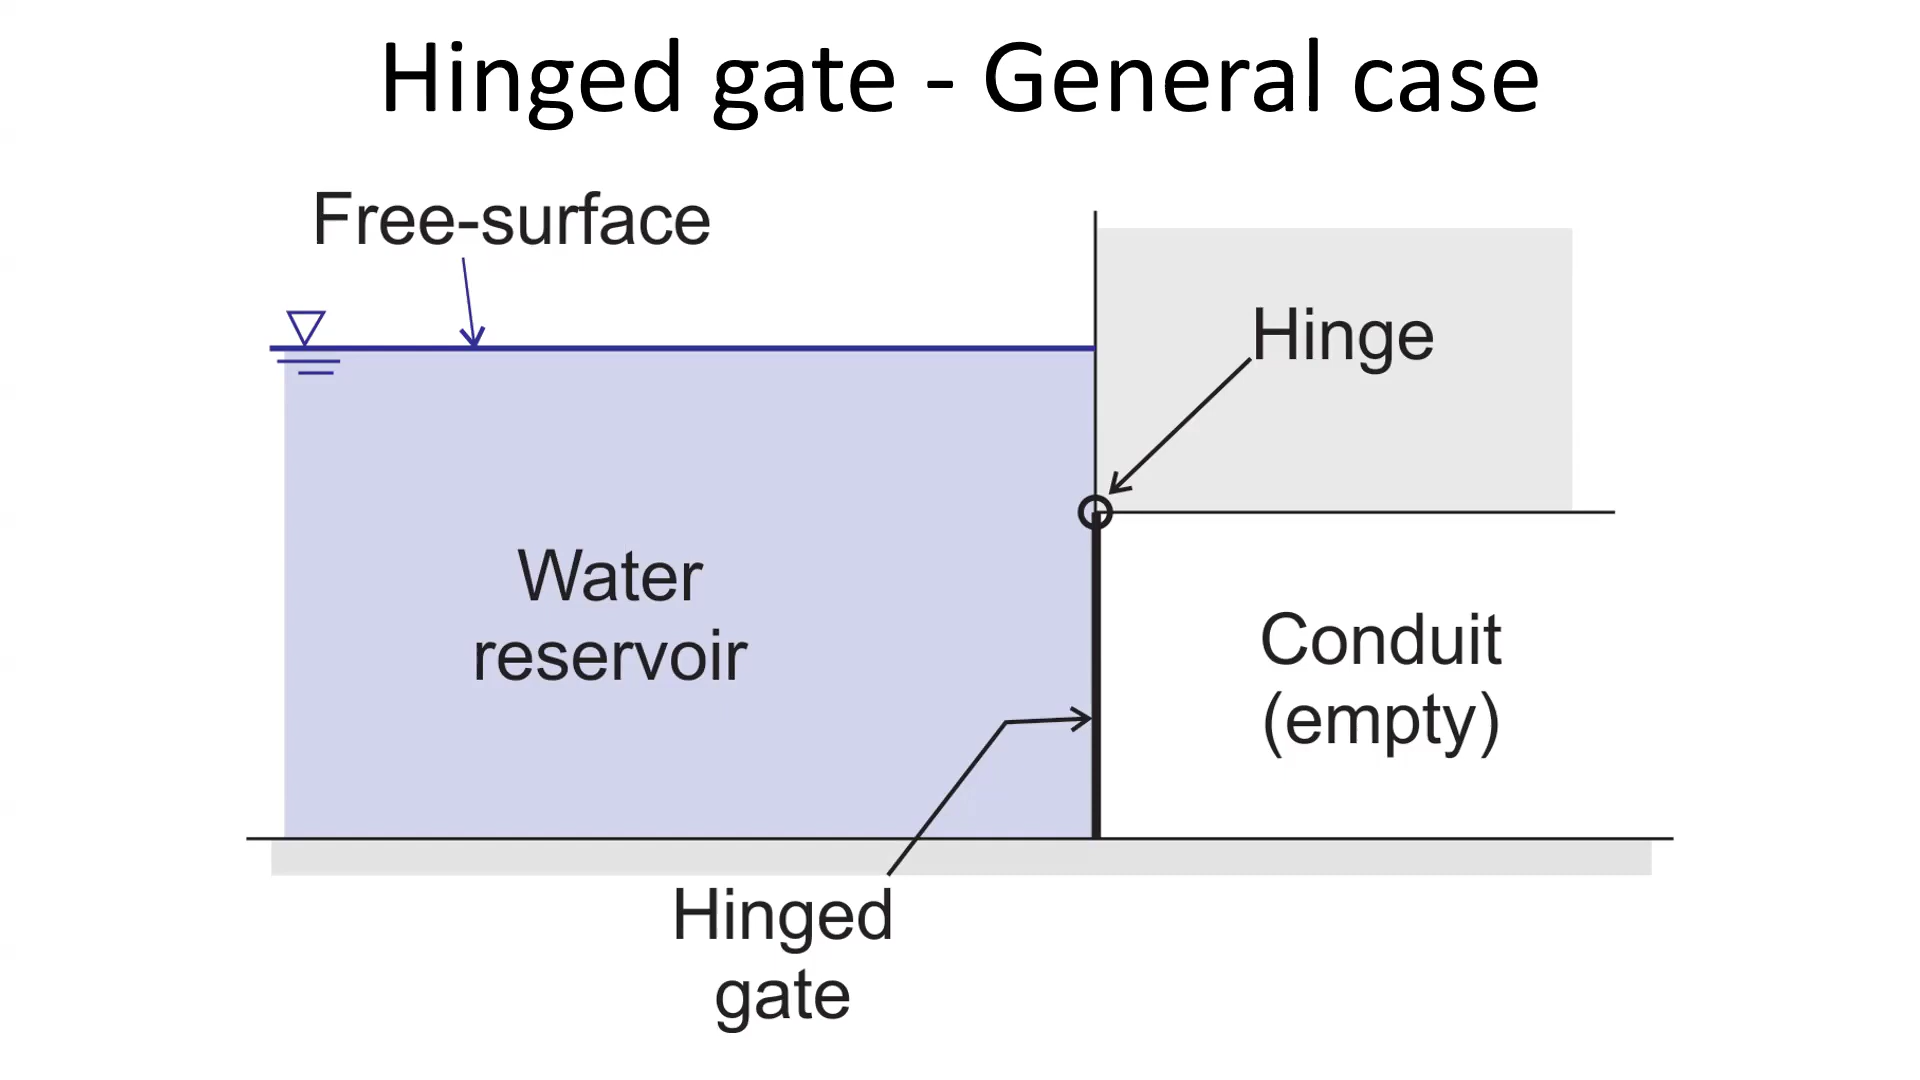 Hinged gate - General case
Free-surface
Hinge
Water
reservoir
Conduit
(empty)
Hinged
gate